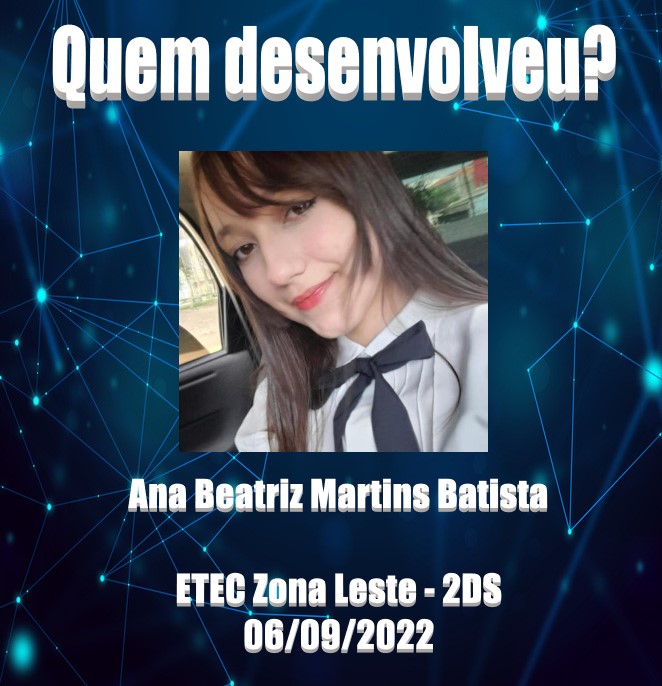 Quem desenvolveu?
Ana Beatriz Martins Batista
ETEC Zona Leste - 2DS
06/09/2022